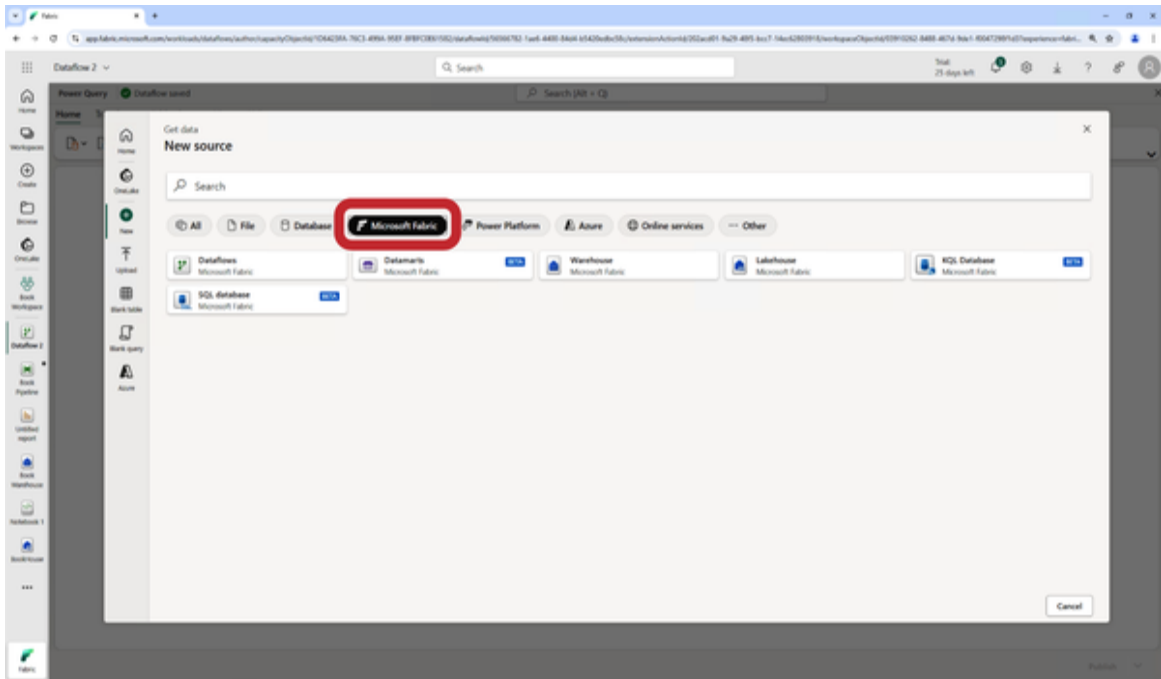 Fabric
Dataflow 2
Search
Trial:
25 days left
Power Query
Dataflow saved
Search (Alt + Q)
Home
Home
Workspaces
Create
Browse
OneLake
Book
Workspace
Dataflow 2
Book
Pipeline
Untitled
report
Book
Warehouse
Notebook 1
BookHouse
Fabric
Get data
New source
Home
OneLake
New
Upload
Blank table
Blank query
Azure
Search
All
File
Database
Microsoft Fabric
Power Platform
Azure
Online services
Other
Dataflows
Microsoft Fabric
Datamarts
Microsoft Fabric
BETA
Warehouse
Microsoft Fabric
Lakehouse
Microsoft Fabric
KQL Database
Microsoft Fabric
BETA
SQL database
Microsoft Fabric
BETA
Cancel
Publish